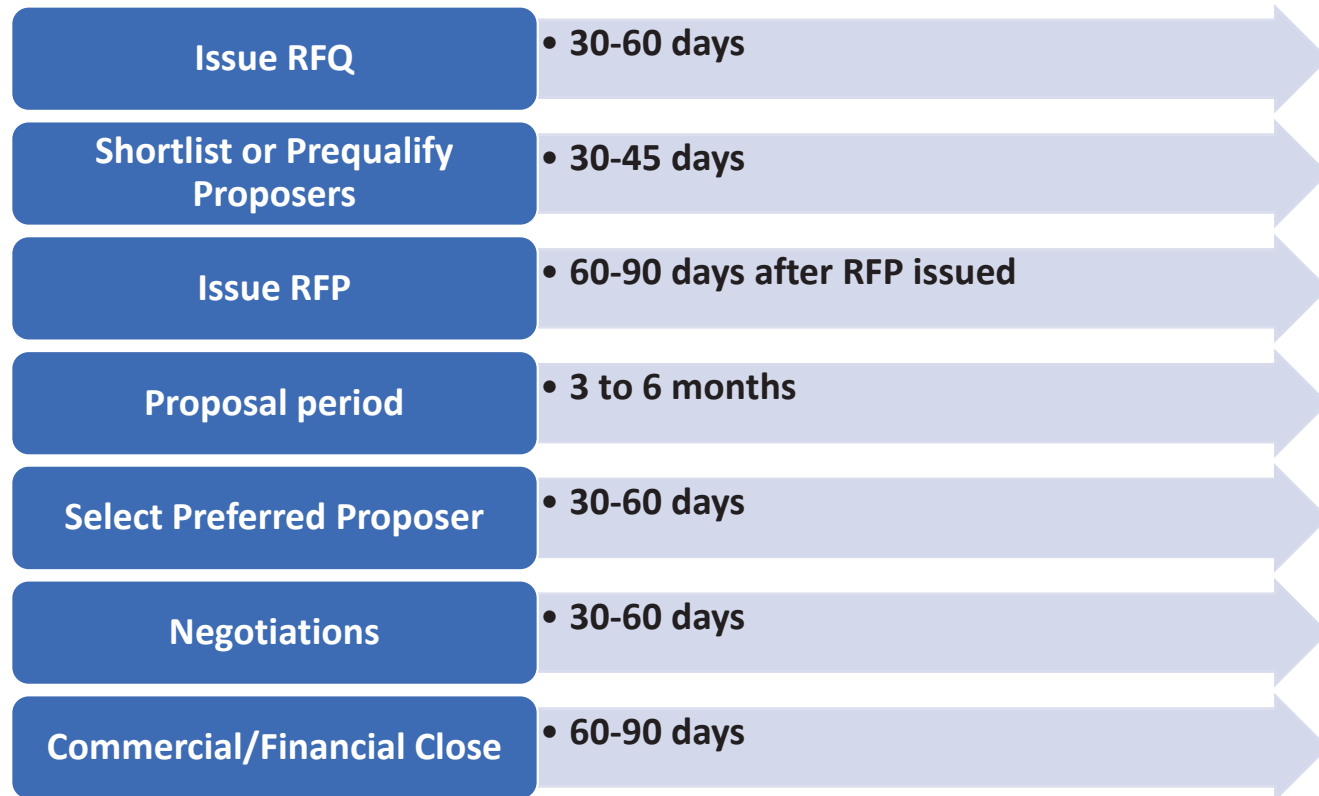 Issue RFQ
• 30-60 days
Shortlist or Prequalify
Proposers
• 30-45 days
Issue RFP
• 60-90 days after RFP issued
Proposal period
• 3 to 6 months
Select Preferred Proposer
• 30-60 days
Negotiations
• 30-60 days
Commercial/Financial Close
• 60-90 days